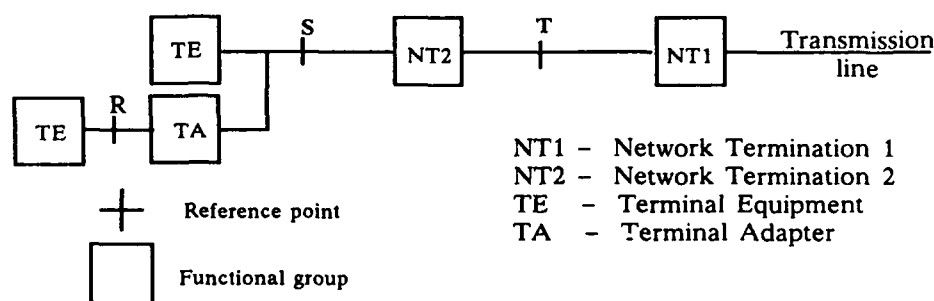 TE
S
NT2
T
NT1
Transmission
line
TE
R
TA
NT1 - Network Termination 1
NT2 - Network Termination 2
TE - Terminal Equipment
TA - Terminal Adapter
Reference point
Functional group